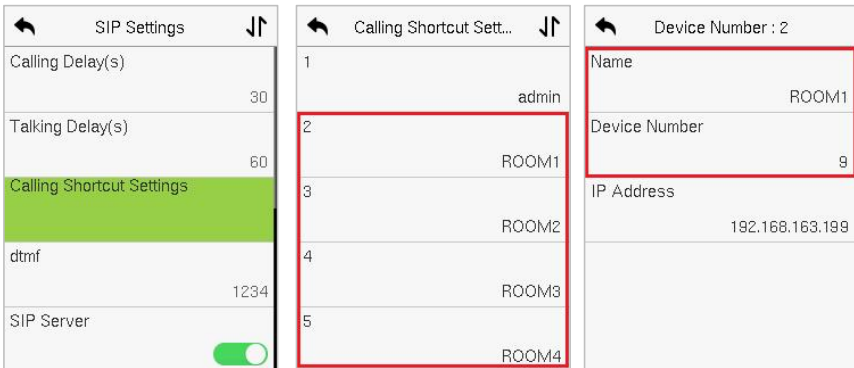 SIP Settings
Calling Delay(s)
30
Talking Delay(s)
60
Calling Shortcut Settings
dtmf
1234
SIP Server
Calling Shortcut Sett...
1
admin
2
ROOM1
3
ROOM2
4
ROOM3
5
ROOM4
Device Number : 2
Name
ROOM1
Device Number
9
IP Address
192.168.163.199